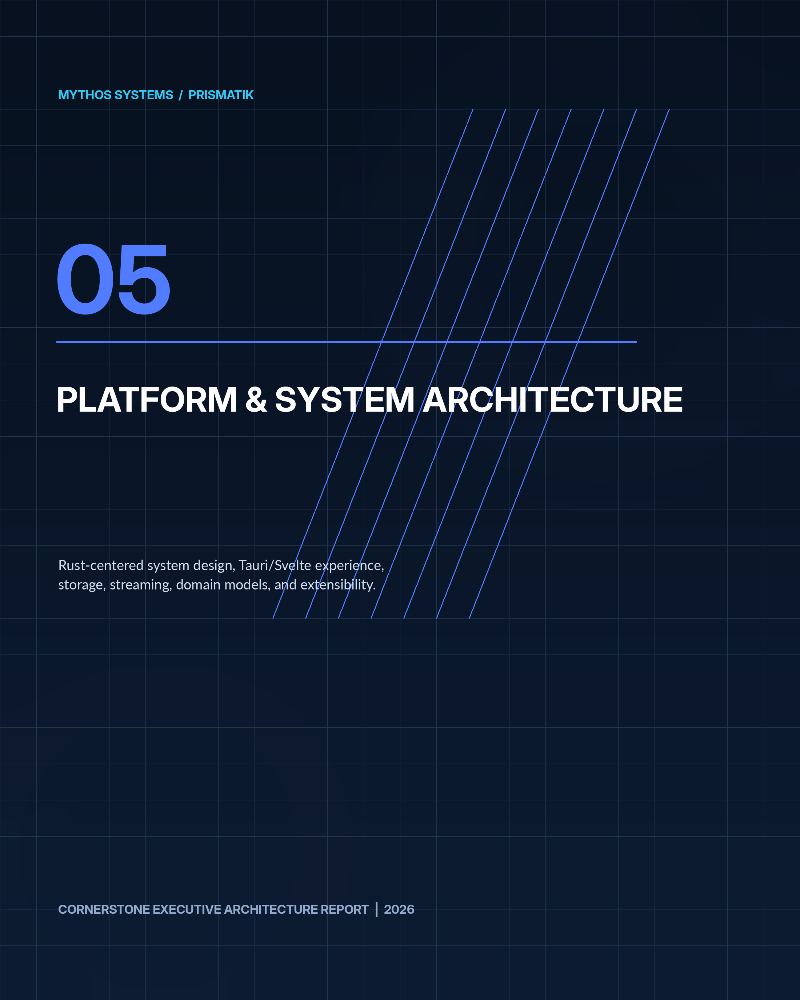 MYTHOS SYSTEMS / PRISMATIK
05
PLATFORM & SYSTEM ARCHITECTURE
Rust-centered system design, Tauri/Svelte experience,
storage, streaming, domain models, and extensibility.
CORNERSTONE EXECUTIVE ARCHITECTURE REPORT | 2026